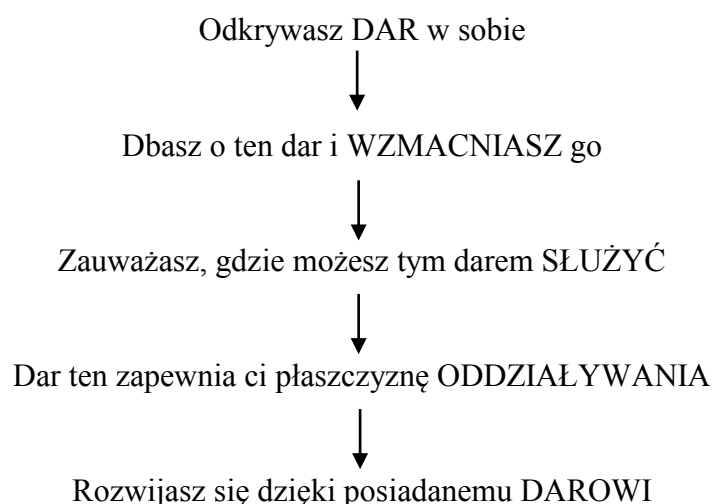 Odkrywasz DAR w sobie
Dbasz o ten dar i WZMACNIASZ go
Zauważasz, gdzie możesz tym darem SŁUŻYĆ
Dar ten zapewnia ci płaszczyznę ODDZIAŁYWANIA
Rozwijasz się dzięki posiadanemu DAROWI